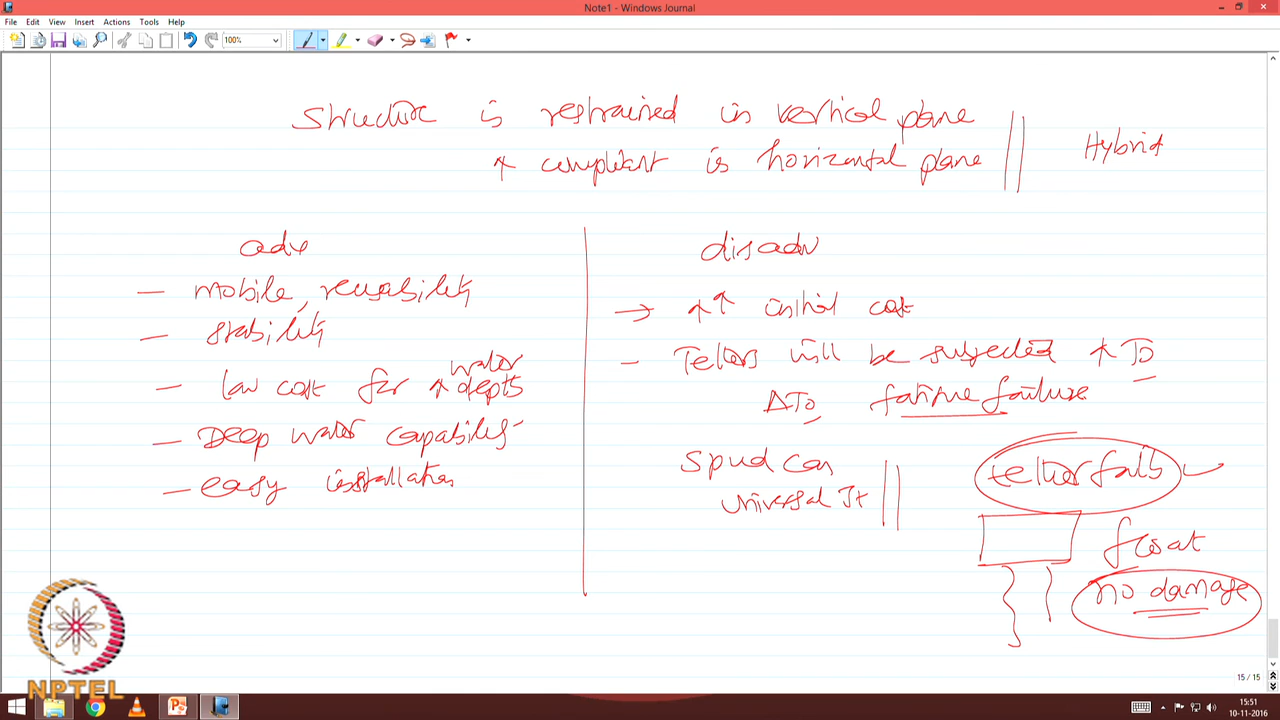 Note1 - Windows Journal
File Edit View Insert Actions Tools Help
100%
Structure is restrained in vertical plane
& compliant is horizontal plane
Hybrid
adv
— mobile, reusability
— stability
— low cost for ↑ water depts
— Deep water capability
— easy installation
disadv
→ ↑↑ initial cost
— Tethers will be subjected ↑ To
ΔTo fatigue failure
Spud can
Universal Jt
tether fails
float
no damage
NPTEL
15 / 15
15:51
10-11-2016